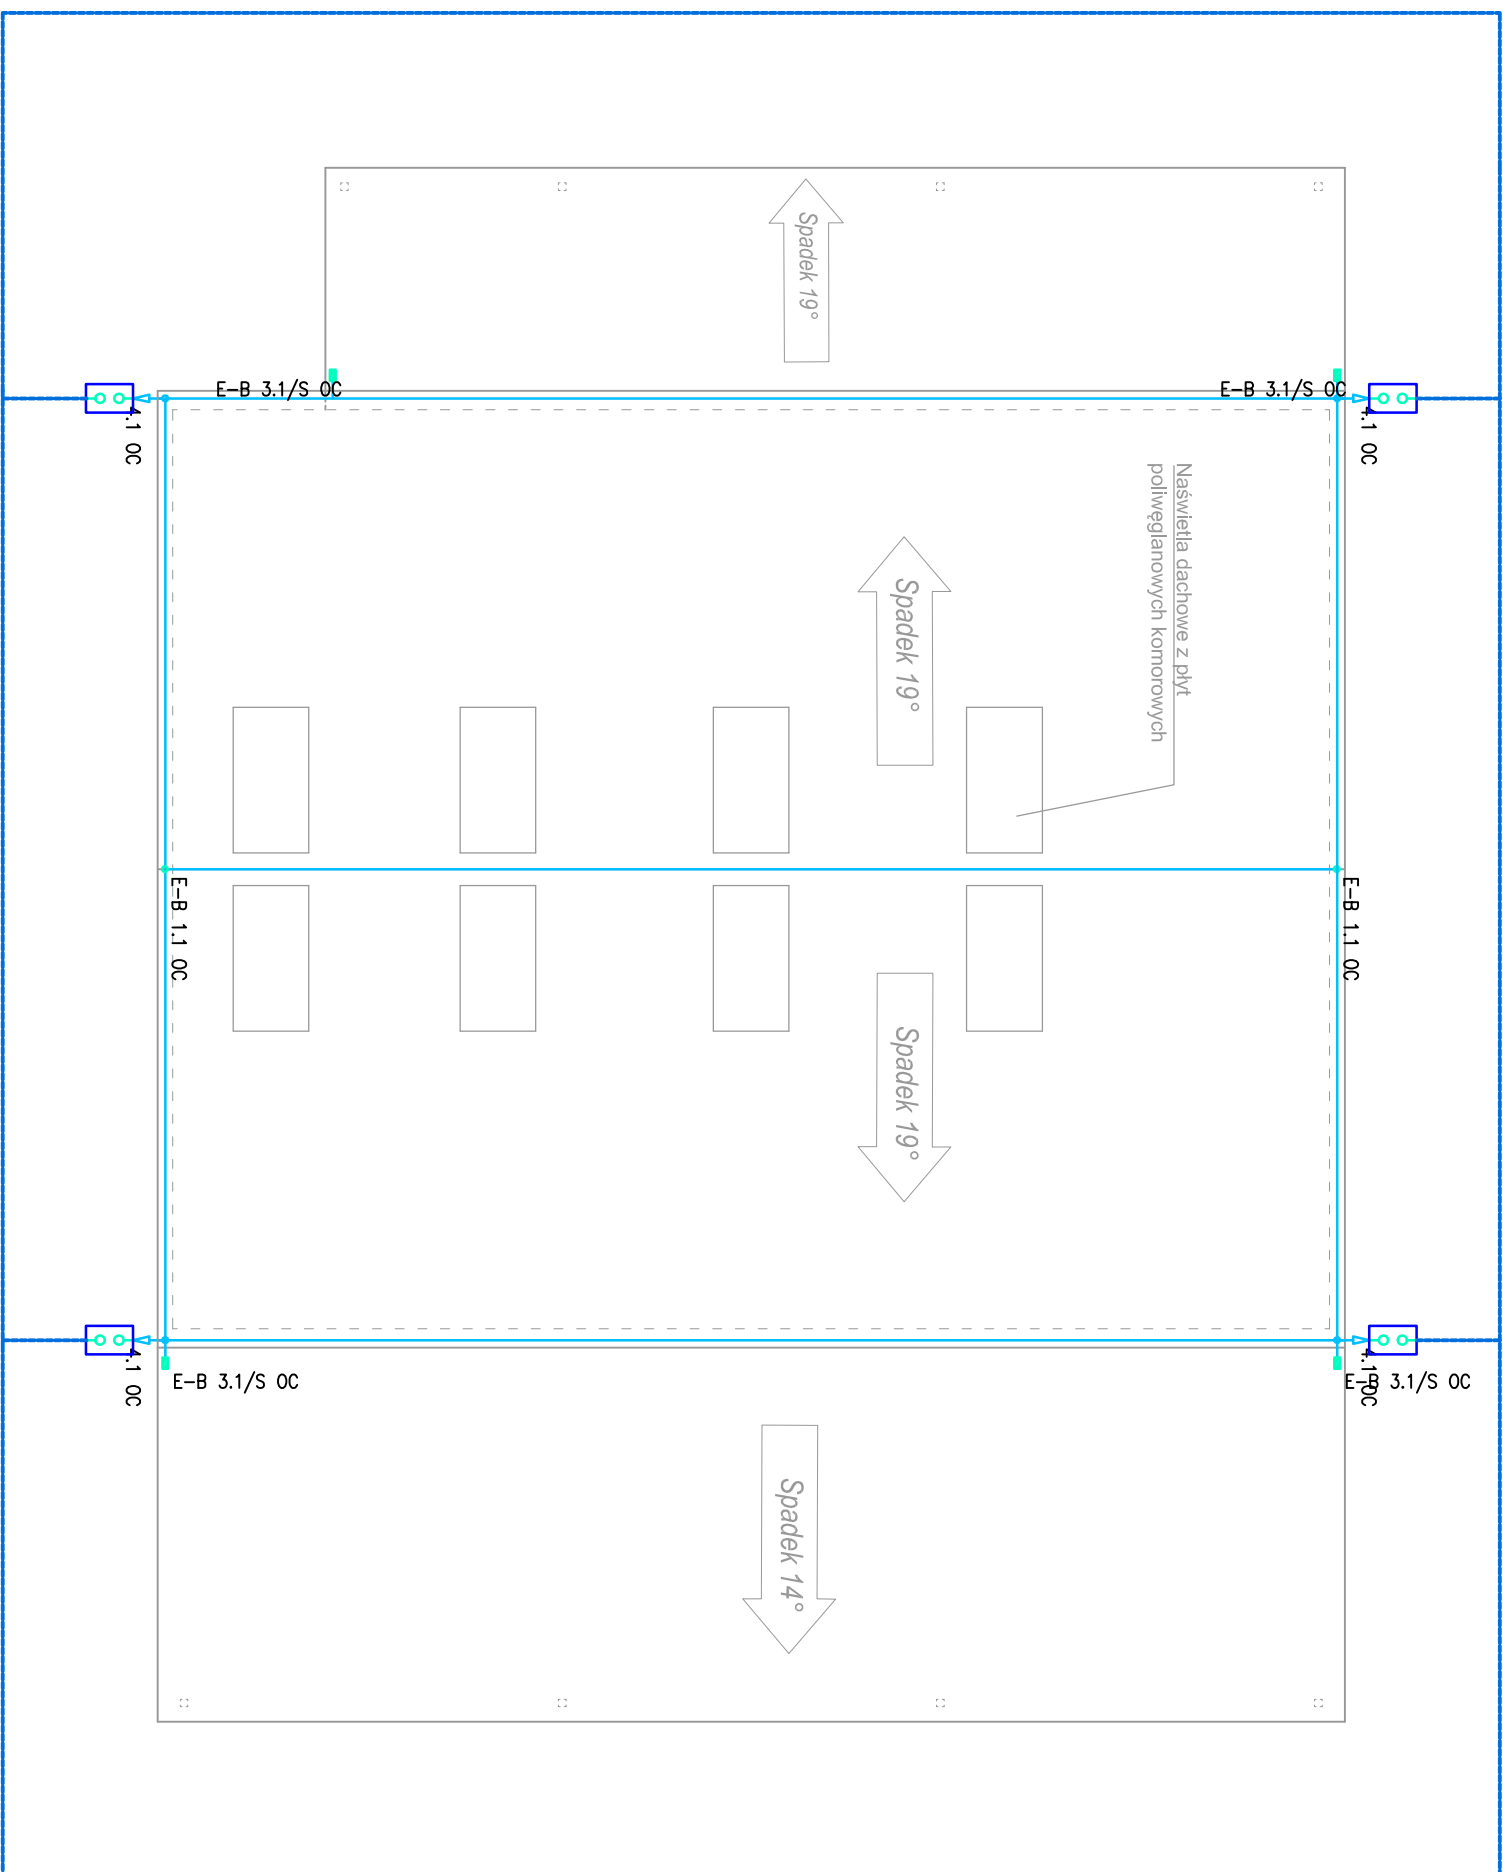 Spadek 19°
E-B 3.1/S OC
E-B 3.1/S OC
4.1 OC
4.1 OC
Naświetla dachowe z płyt
poliwęglanowych komorowych
Spadek 19°
E-B 1.1 OC
E-B 1.1 OC
Spadek 19°
4.1 OC
4.1 OC
E-B 3.1/S OC
E-B 3.1/S OC
Spadek 14°